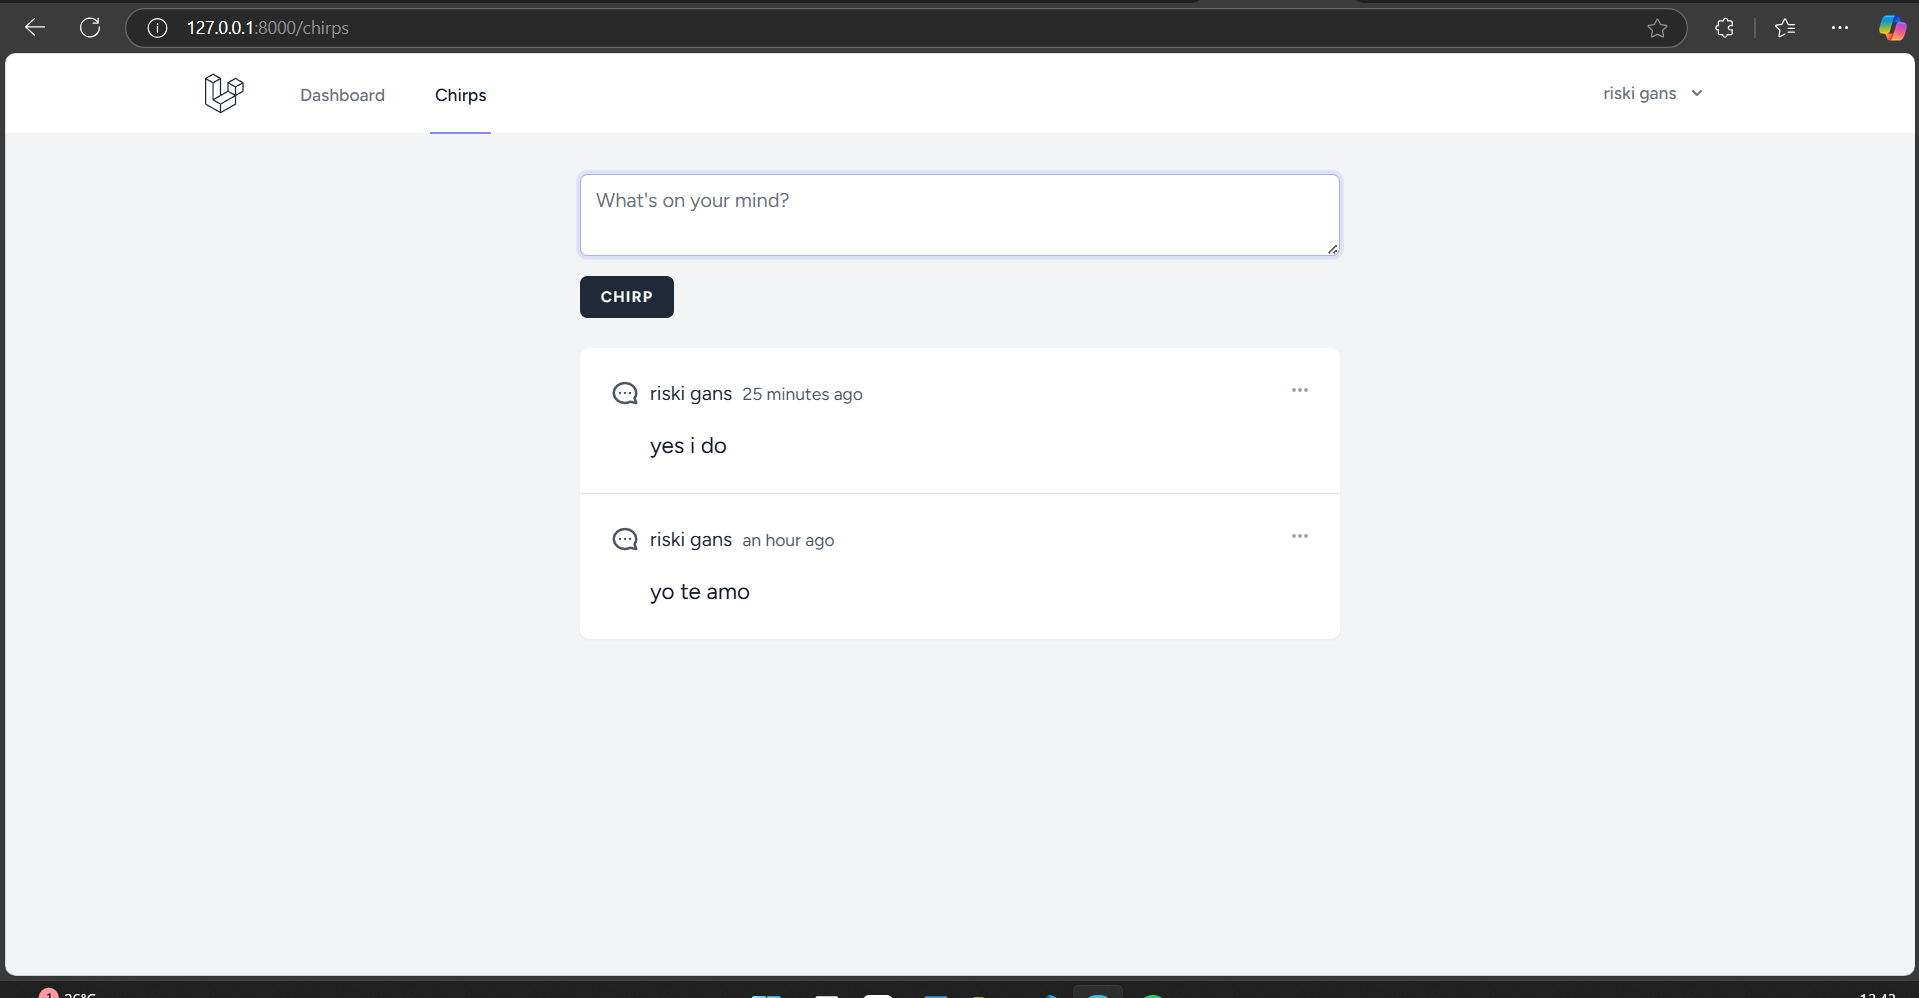 127.0.0.1:8000/chirps
Dashboard Chirps riski gans
What's on your mind?
CHIRP
riski gans 25 minutes ago
yes i do
riski gans an hour ago
yo te amo